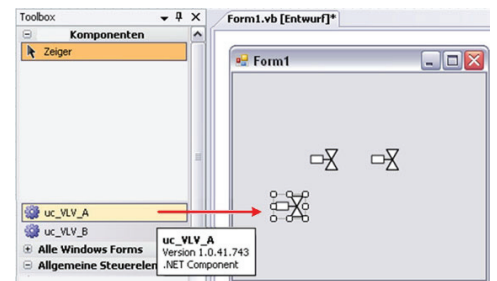 Toolbox
Form1.vb [Entwurf]*
Komponenten
Zeiger
Form1
uc_VLV_A
uc_VLV_B
Alle Windows Forms
Allgemeine Steuerelen
uc_VLV_A
Version 1.0.41.743
.NET Component